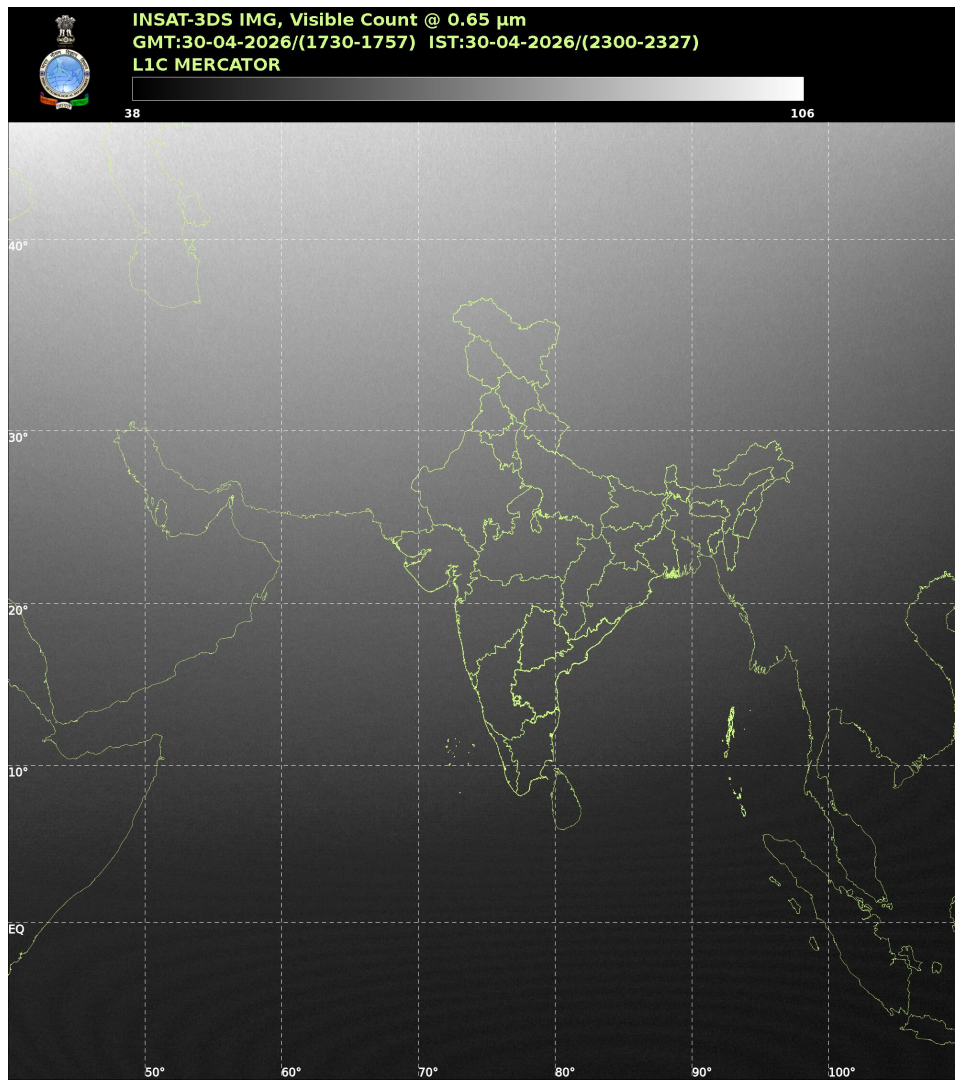 INSAT-3DS IMG, Visible Count @ 0.65 μm
GMT:30-04-2026/(1730-1757) IST:30-04-2026/(2300-2327)
L1C MERCATOR
38 106
40°
30°
20°
10°
EQ
50° 60° 70° 80° 90° 100°